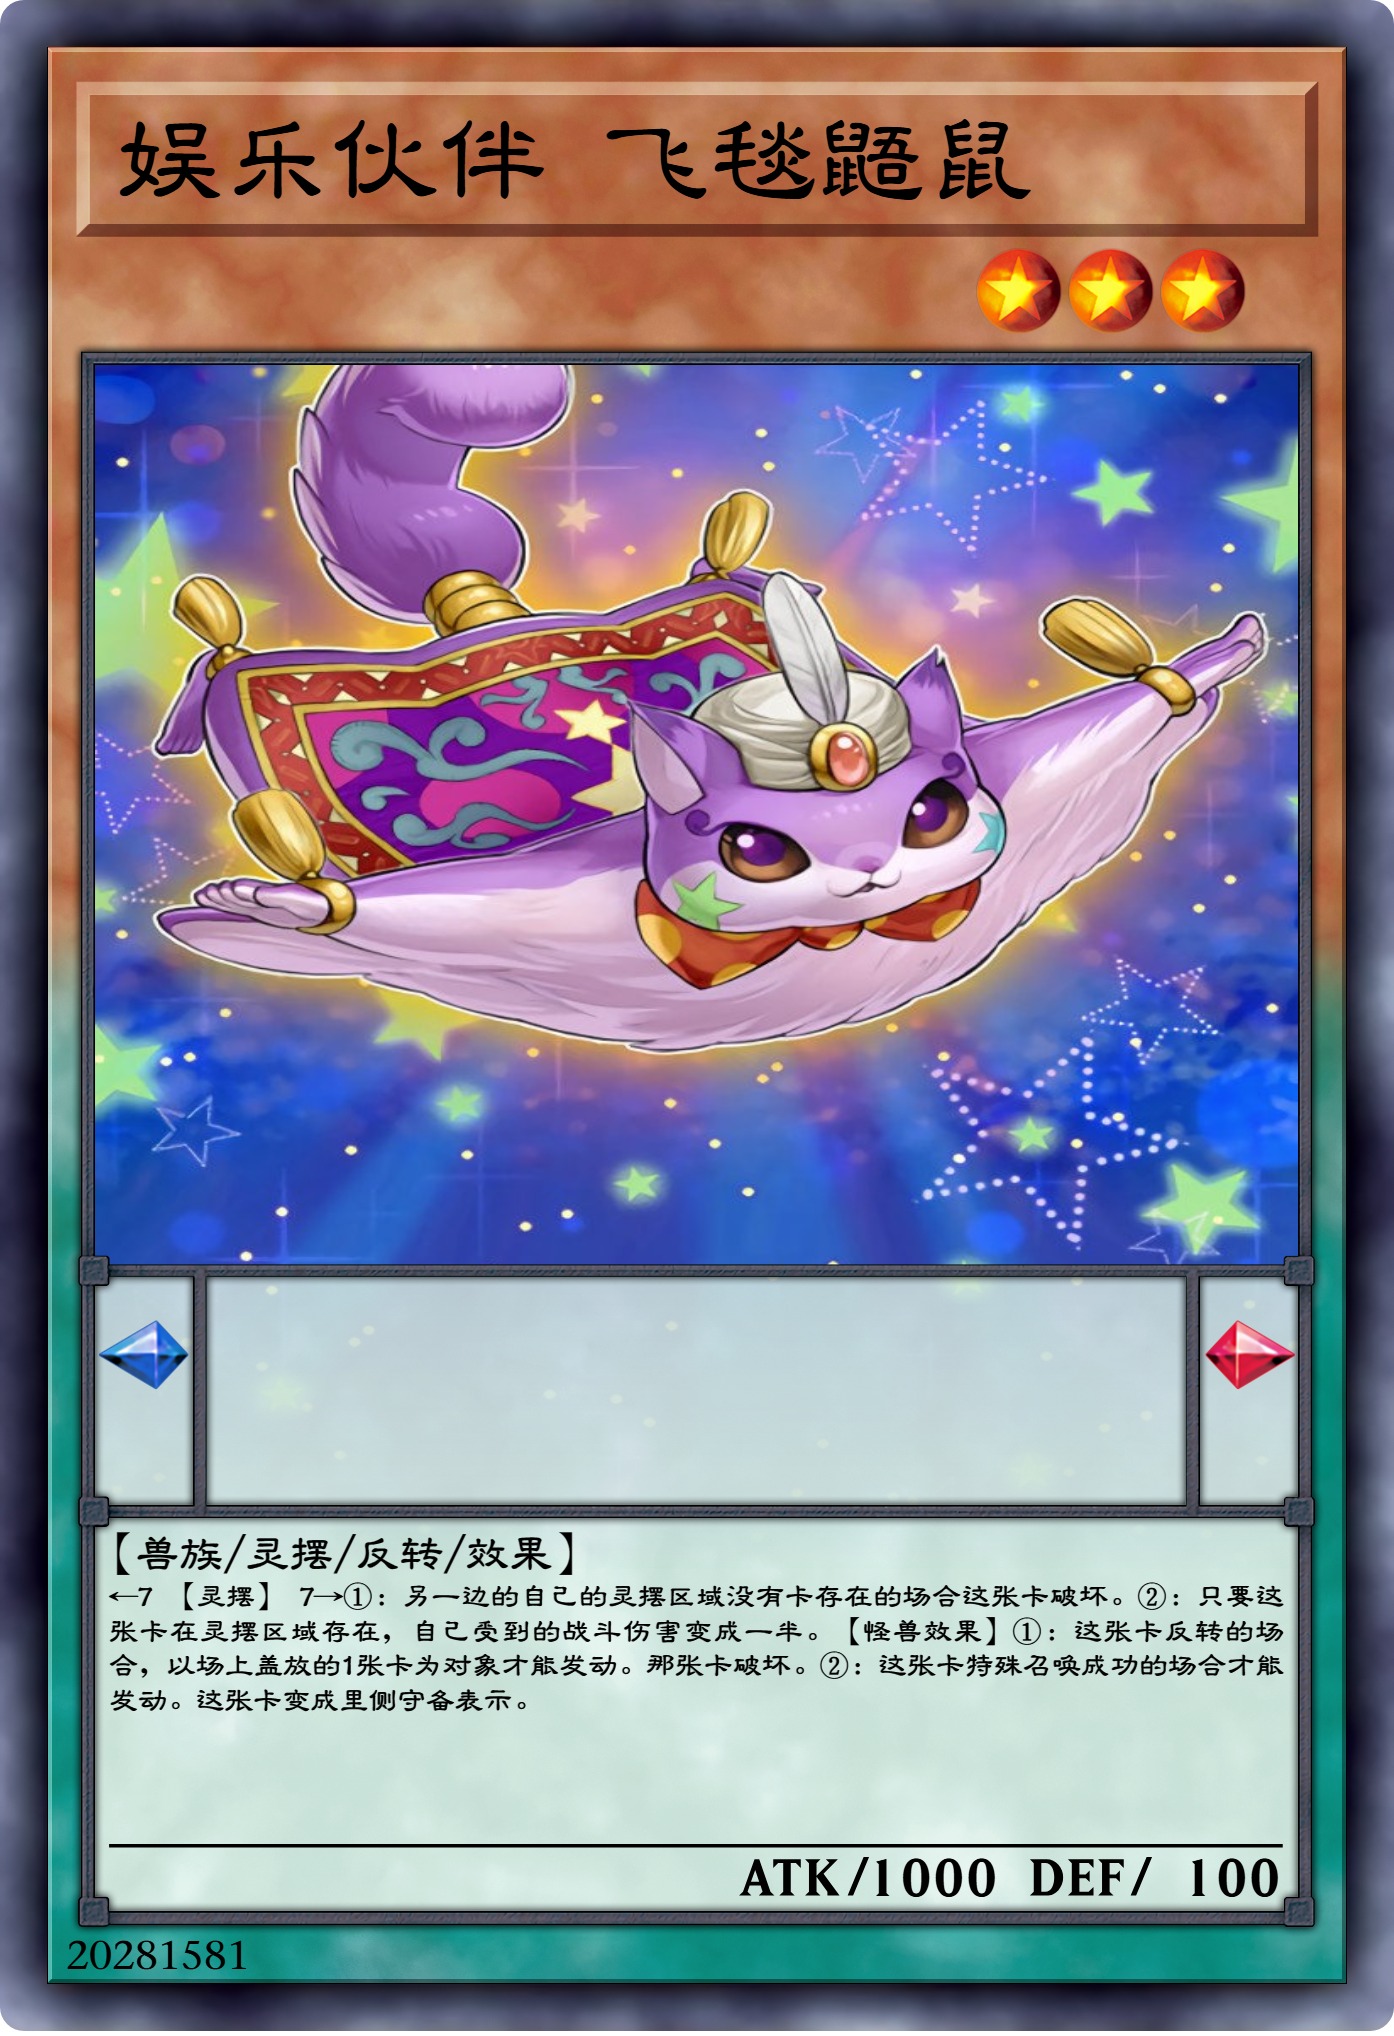 娱乐伙伴 飞毯鼯鼠
【兽族/灵摆/反转/效果】
←7 【灵摆】 7→①：另一边的自己的灵摆区域没有卡存在的场合这张卡破坏。②：只要这
张卡在灵摆区域存在，自己受到的战斗伤害变成一半。【怪兽效果】①：这张卡反转的场
合，以场上盖放的1张卡为对象才能发动。那张卡破坏。②：这张卡特殊召唤成功的场合才能
发动。这张卡变成里侧守备表示。
ATK/1000 DEF/ 100
20281581